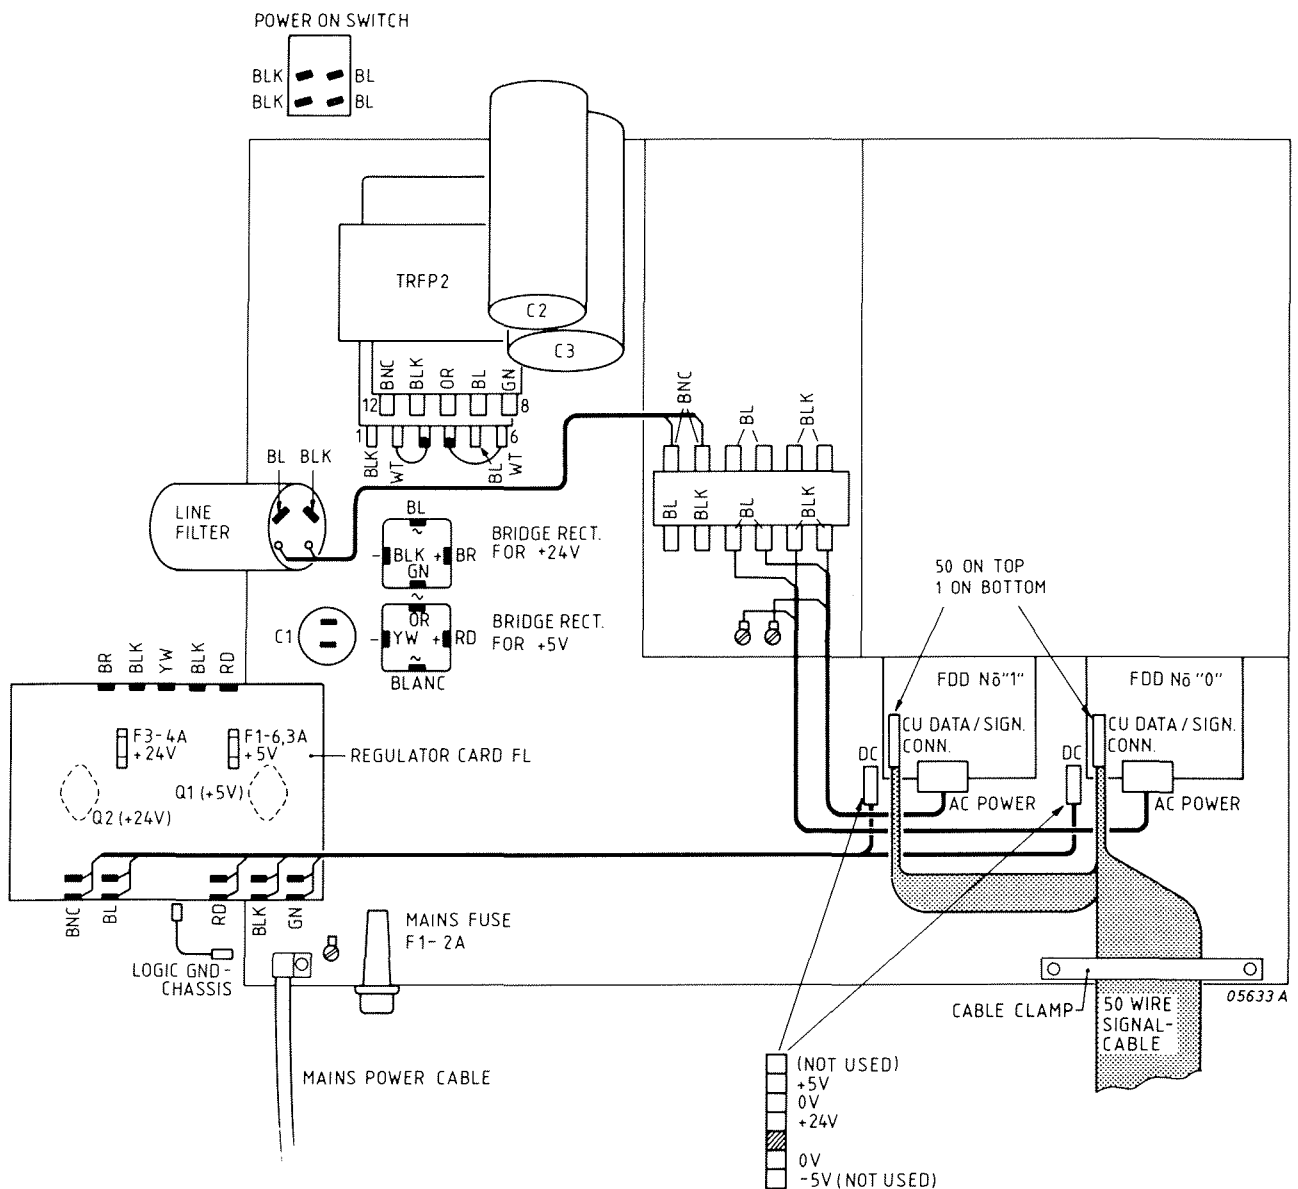 POWER ON SWITCH
BLK BL
BLK BL
TRFP2
C2
C3
BNC BLK OR BL GN
12 8
1 6
BLK WT BL WT
BNC BL BLK
BL BLK BL BLK
BL BLK
LINE
FILTER
BL
~
- BLK + BR
GN
~
BRIDGE RECT.
FOR +24V
OR
- YW + RD
~
BLANC
BRIDGE RECT.
FOR +5V
C1
50 ON TOP
1 ON BOTTOM
BR BLK YW BLK RD
F3-4A
+24V
F1-6,3A
+5V
REGULATOR CARD FL
Q1 (+5V)
Q2 (+24V)
FDD Nō "1"
CU DATA/SIGN.
CONN.
DC
AC POWER
FDD Nō "0"
CU DATA/SIGN.
CONN.
DC
AC POWER
BNC BL RD BLK GN
LOGIC GND-
CHASSIS
MAINS FUSE
F1-2A
MAINS POWER CABLE
CABLE CLAMP
50 WIRE
SIGNAL-
CABLE
05633 A
(NOT USED)
+5V
0V
+24V
0V
-5V (NOT USED)